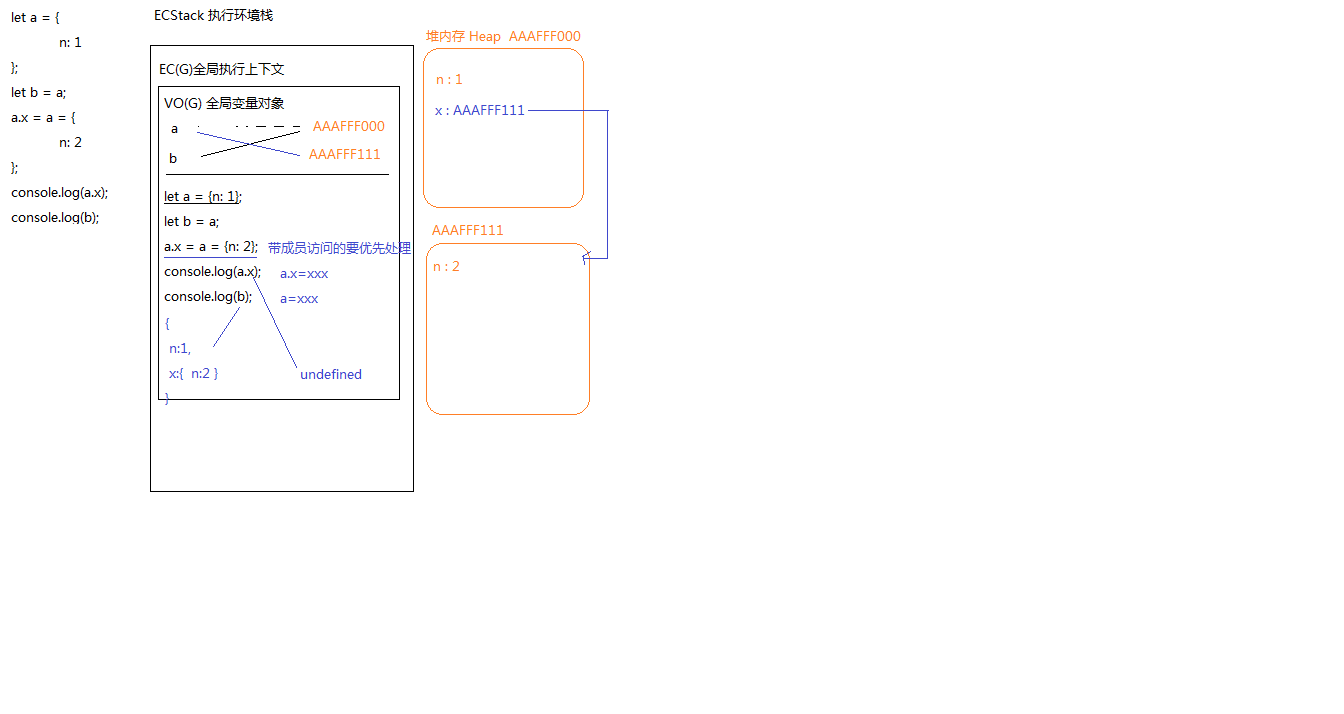 let a = {
n: 1
};
let b = a;
a.x = a = {
n: 2
};
console.log(a.x);
console.log(b);
ECStack 执行环境栈
EC(G)全局执行上下文
VO(G) 全局变量对象
a AAAFFF000
b AAAFFF111
let a = {n: 1};
let b = a;
a.x = a = {n: 2}; 带成员访问的要优先处理
console.log(a.x); a.x=xxx
console.log(b); a=xxx
{
n:1,
x:{ n:2 } undefined
}
堆内存 Heap AAAFFF000
n : 1
x : AAAFFF111
AAAFFF111
n : 2